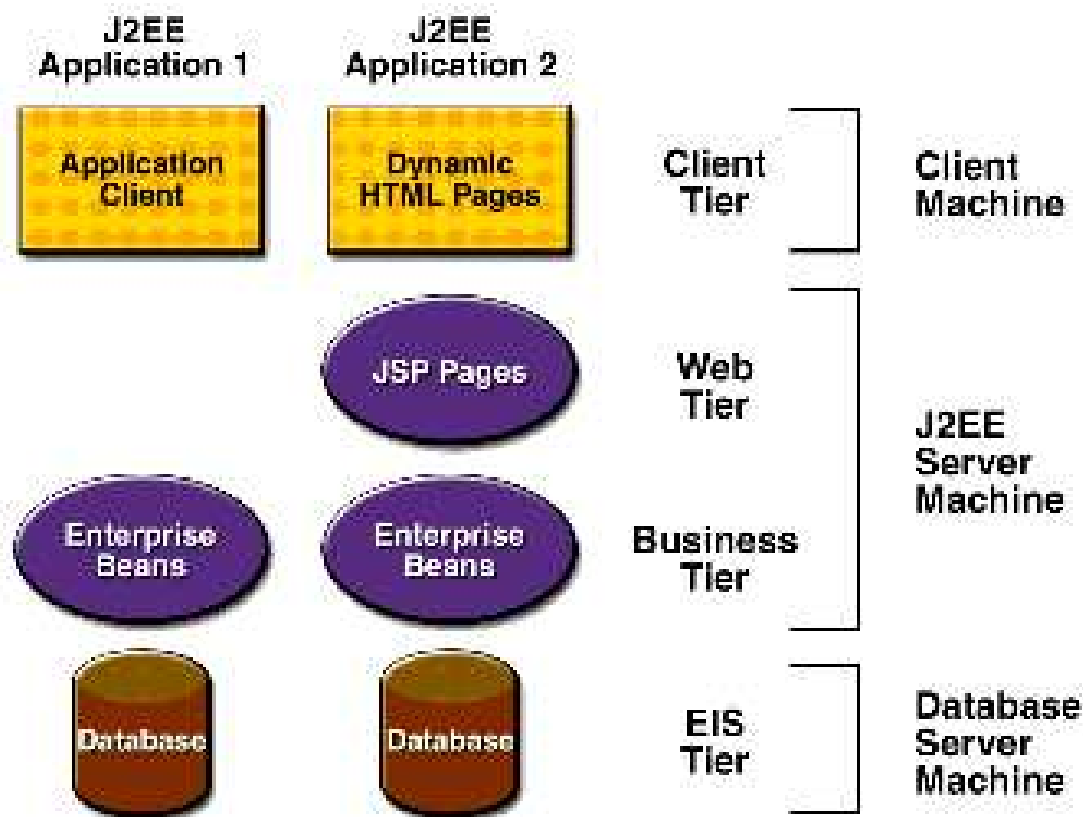 J2EE
Application 1
J2EE
Application 2
Application
Client
Dynamic
HTML Pages
Client
Tier
Client
Machine
JSP Pages
Web
Tier
J2EE
Server
Machine
Enterprise
Beans
Enterprise
Beans
Business
Tier
Database
Database
EIS
Tier
Database
Server
Machine